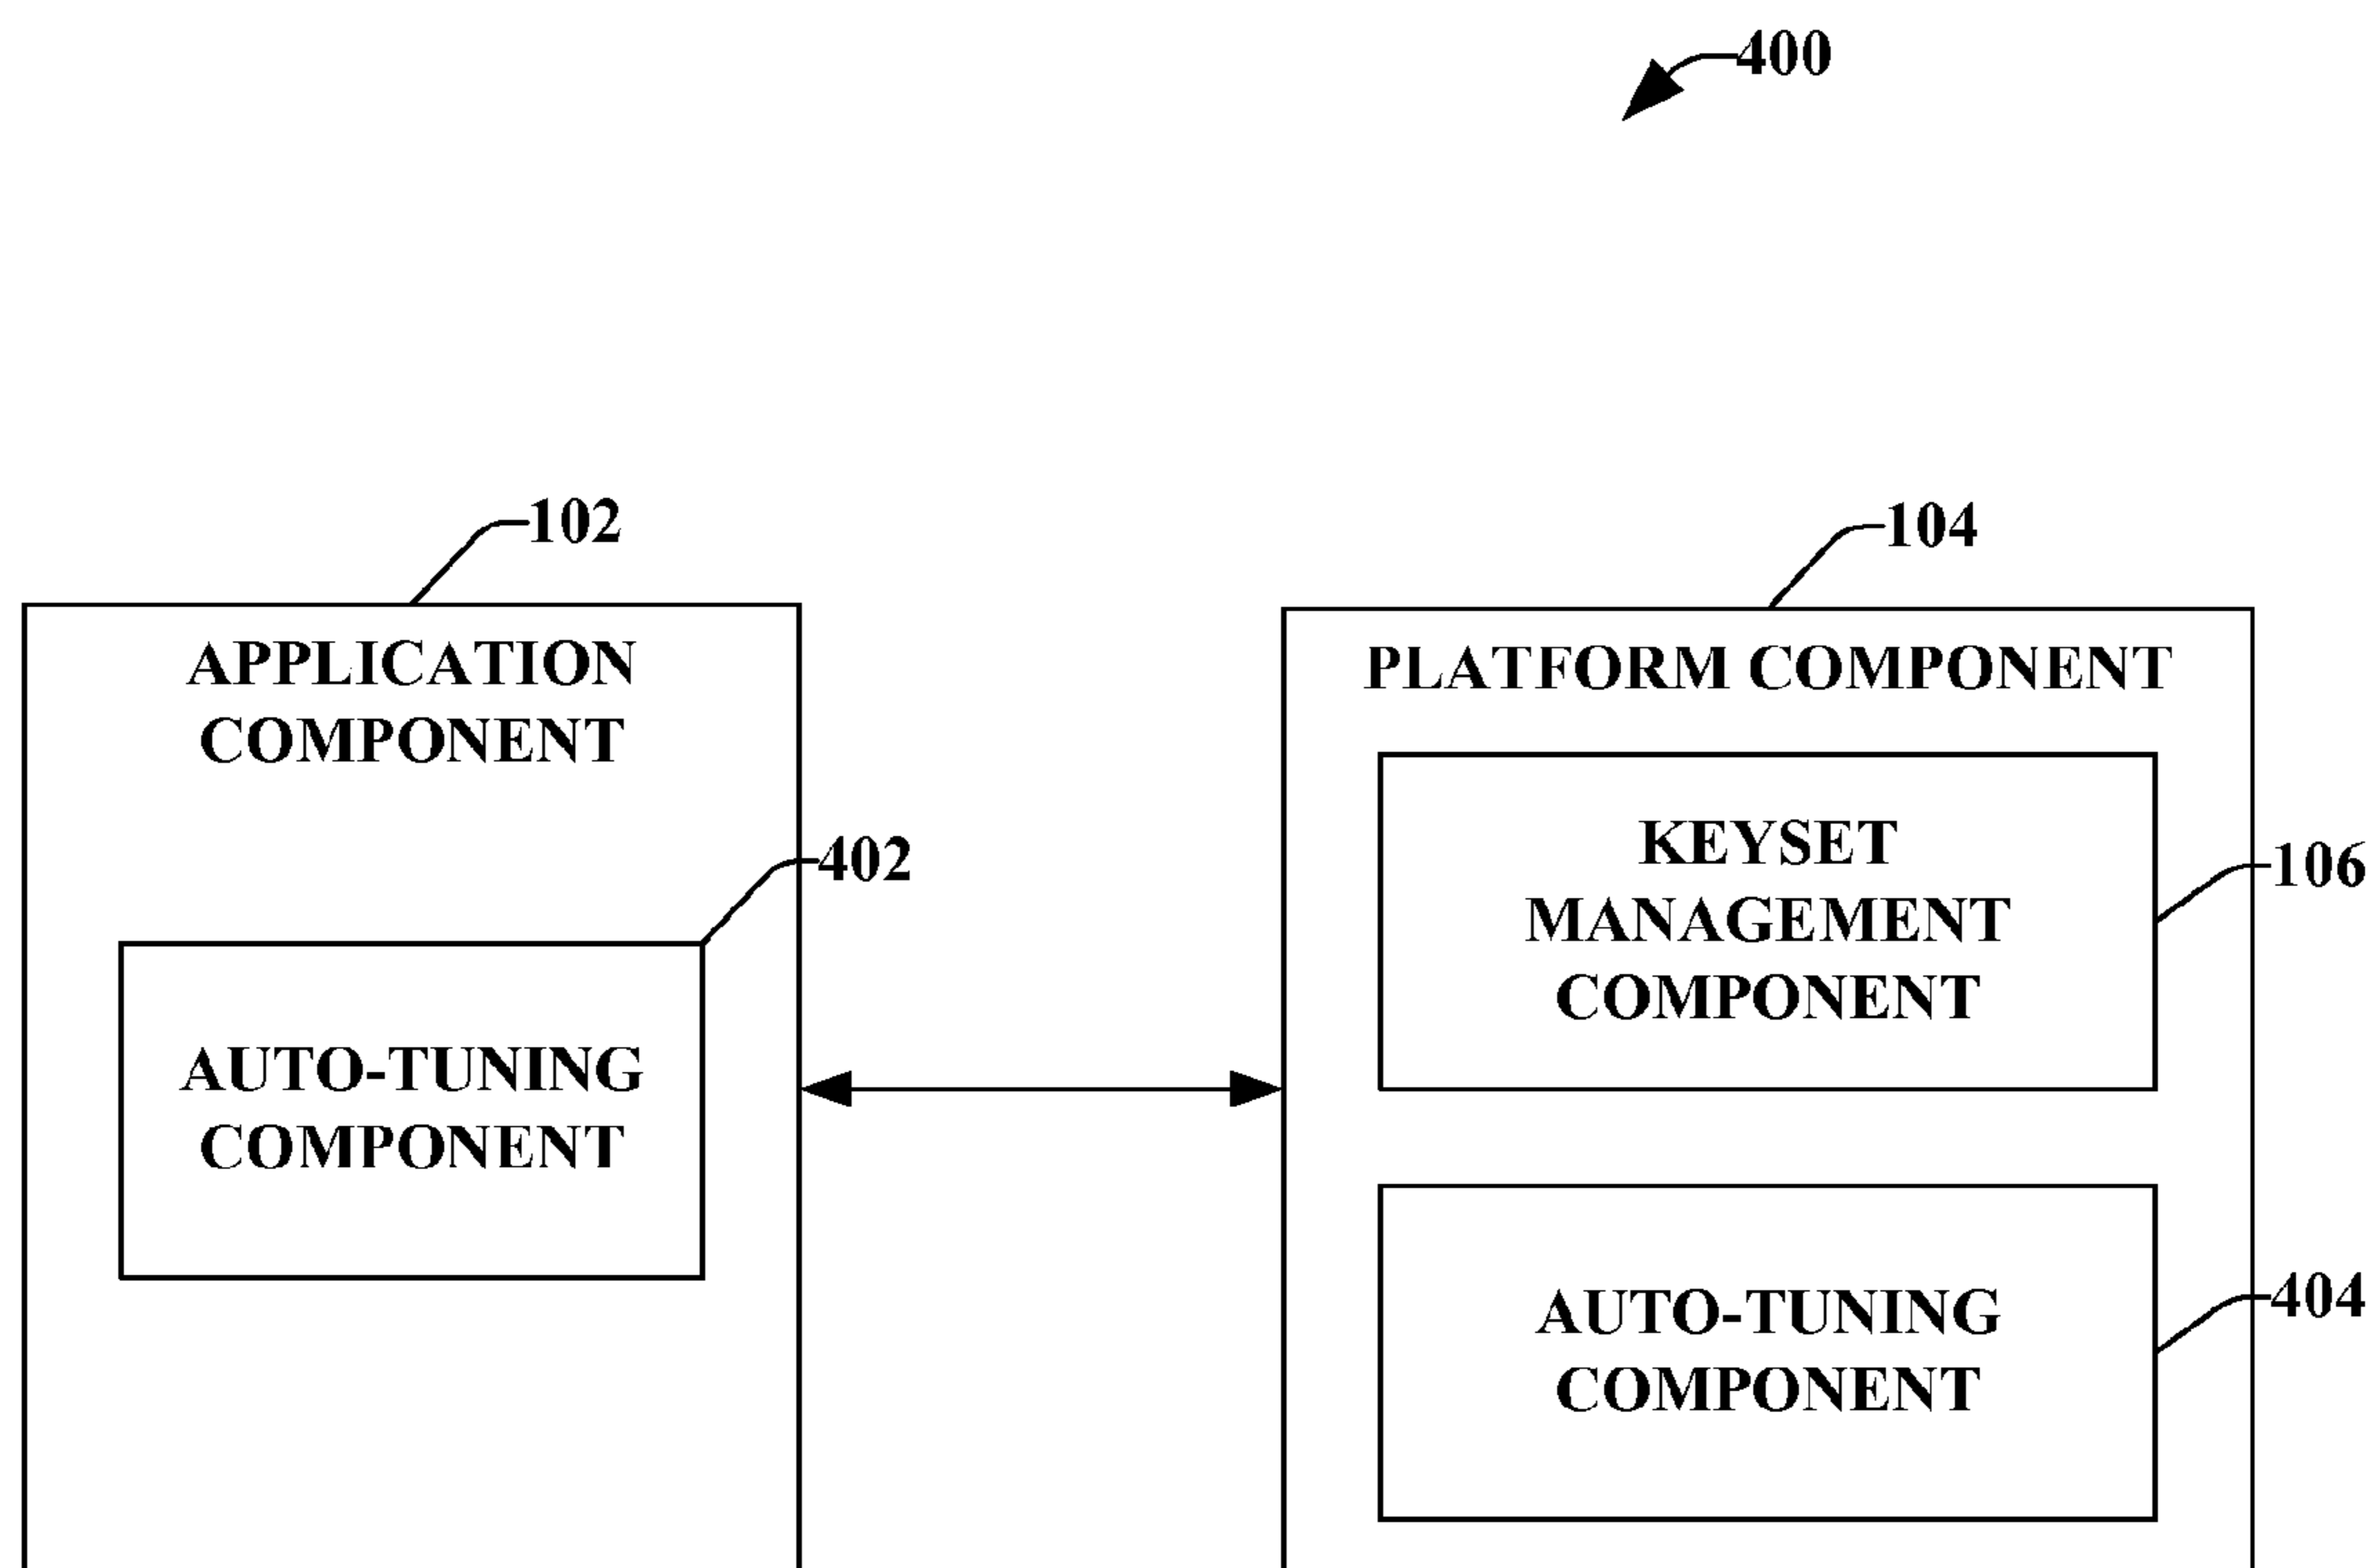 400
102
104
APPLICATION
COMPONENT
PLATFORM COMPONENT
KEYSET
MANAGEMENT
COMPONENT
106
402
AUTO-TUNING
COMPONENT
AUTO-TUNING
COMPONENT
404